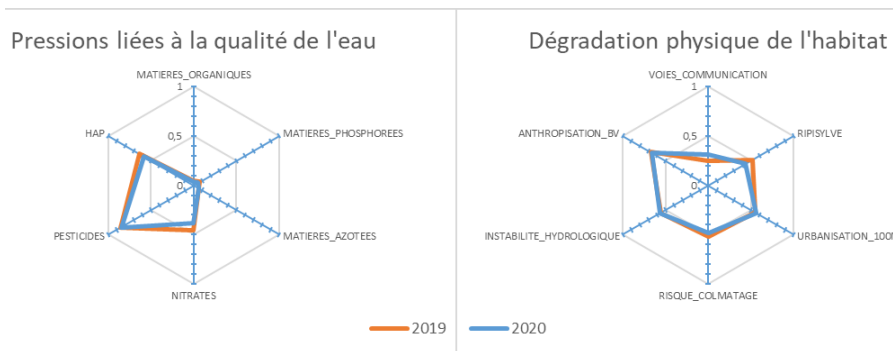 Pressions liées à la qualité de l'eau
MATIERES_ORGANIQUES
1
HAP
MATIERES_PHOSPHOREES
0,5
0
PESTICIDES
MATIERES_AZOTEES
NITRATES
Dégradation physique de l'habitat
VOIES_COMMUNICATION
1
ANTHROPISATION_BV
RIPISYLVE
0,5
0
INSTABILITE_HYDROLOGIQUE
URBANISATION_100M
RISQUE_COLMATAGE
2019
2020